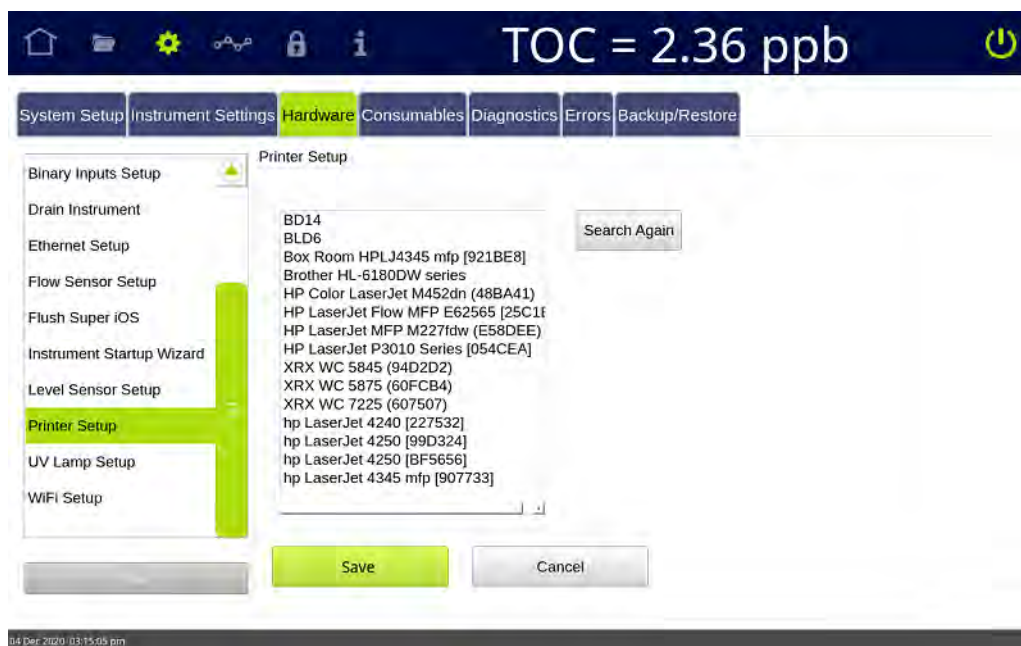 TOC = 2.36 ppb
System Setup Instrument Settings Hardware Consumables Diagnostics Errors Backup/Restore
Printer Setup
Binary Inputs Setup
Drain Instrument
Ethernet Setup
Flow Sensor Setup
Flush Super iOS
Instrument Startup Wizard
Level Sensor Setup
Printer Setup
UV Lamp Setup
WiFi Setup
BD14
BLD6
Box Room HPLJ4345 mfp [921BE8]
Brother HL-6180DW series
HP Color LaserJet M452dn (48BA41)
HP LaserJet Flow MFP E62565 [25C1
HP LaserJet MFP M227fdw (E58DEE)
HP LaserJet P3010 Series [054CEA]
XRX WC 5845 (94D2D2)
XRX WC 5875 (60FCB4)
XRX WC 7225 (607507)
hp LaserJet 4240 [227532]
hp LaserJet 4250 [99D324]
hp LaserJet 4250 [BF5656]
hp LaserJet 4345 mfp [907733]
Search Again
Save Cancel
04 Dec 2020 03:15:05 pm